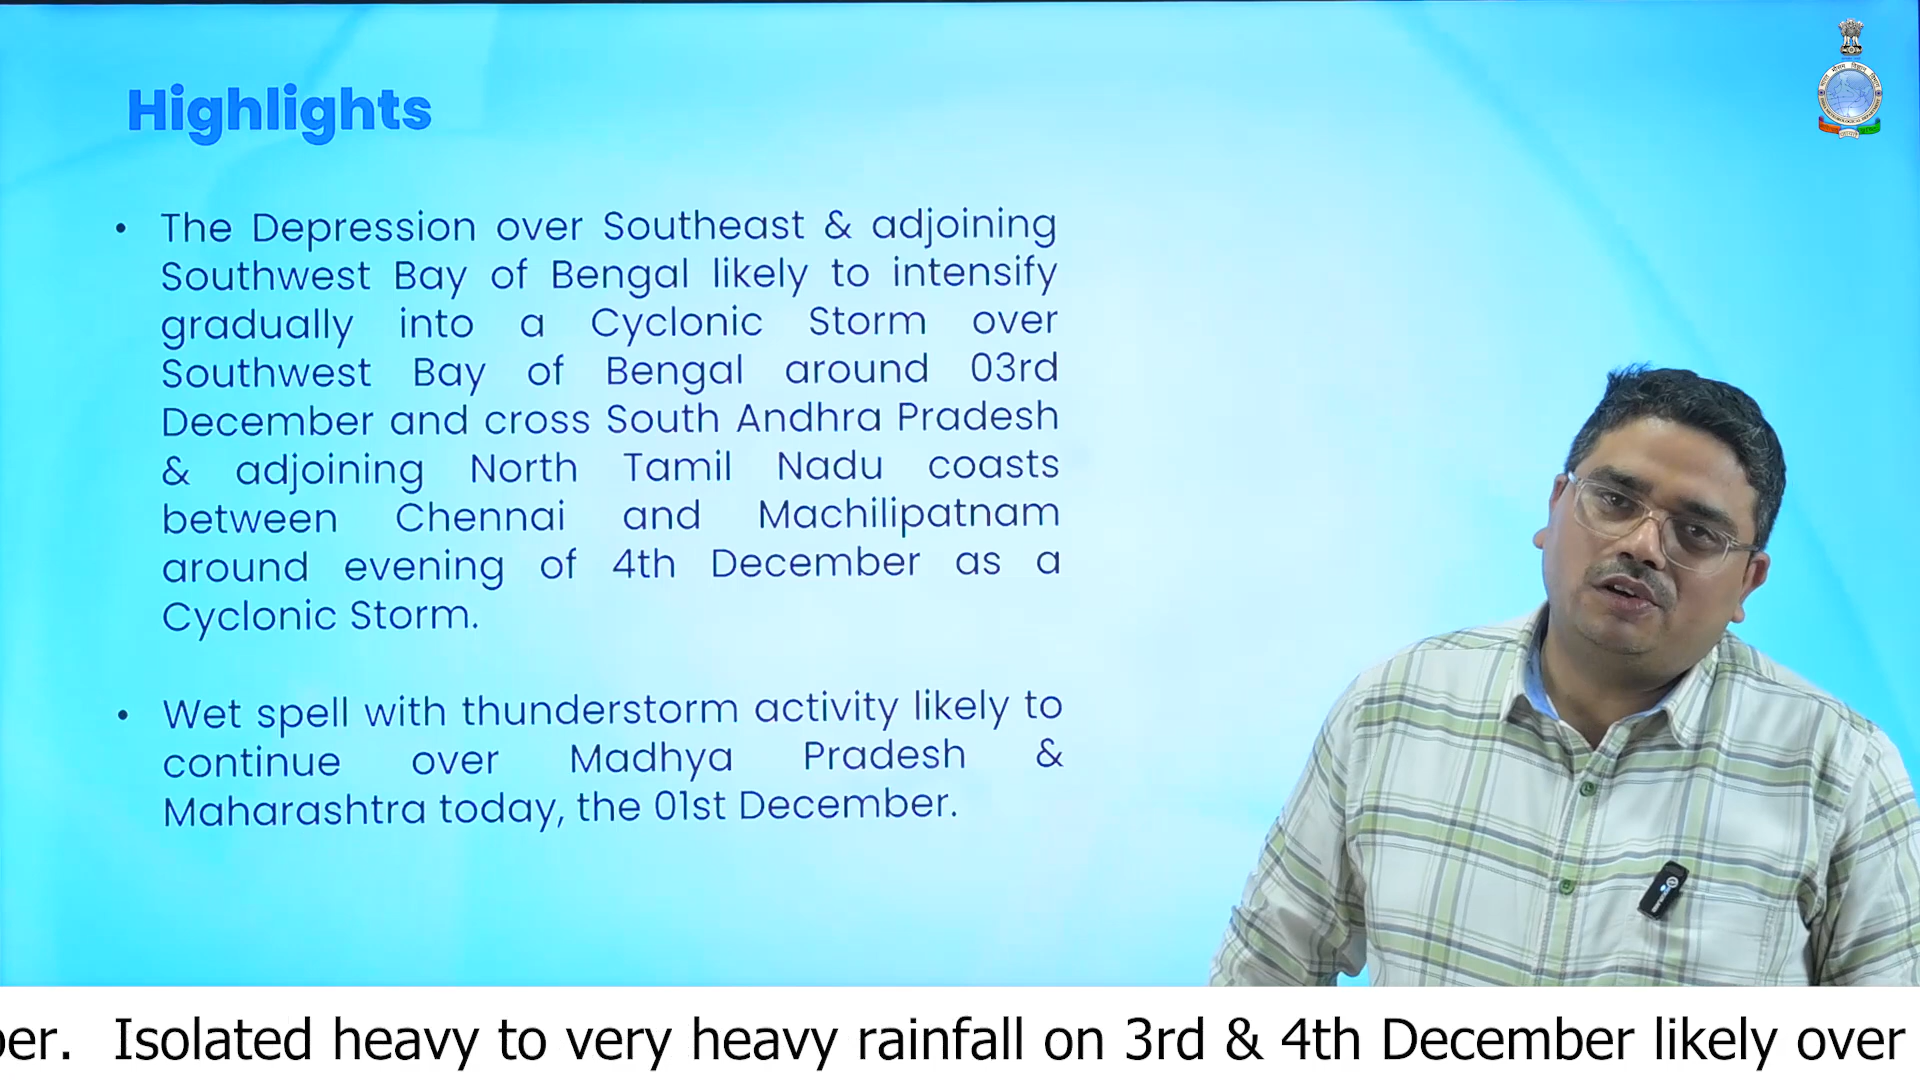 Highlights
• The Depression over Southeast & adjoining
Southwest Bay of Bengal likely to intensify
gradually into a Cyclonic Storm over
Southwest Bay of Bengal around 03rd
December and cross South Andhra Pradesh
& adjoining North Tamil Nadu coasts
between Chennai and Machilipatnam
around evening of 4th December as a
Cyclonic Storm.
• Wet spell with thunderstorm activity likely to
continue over Madhya Pradesh &
Maharashtra today, the 01st December.
ber. Isolated heavy to very heavy rainfall on 3rd & 4th December likely over